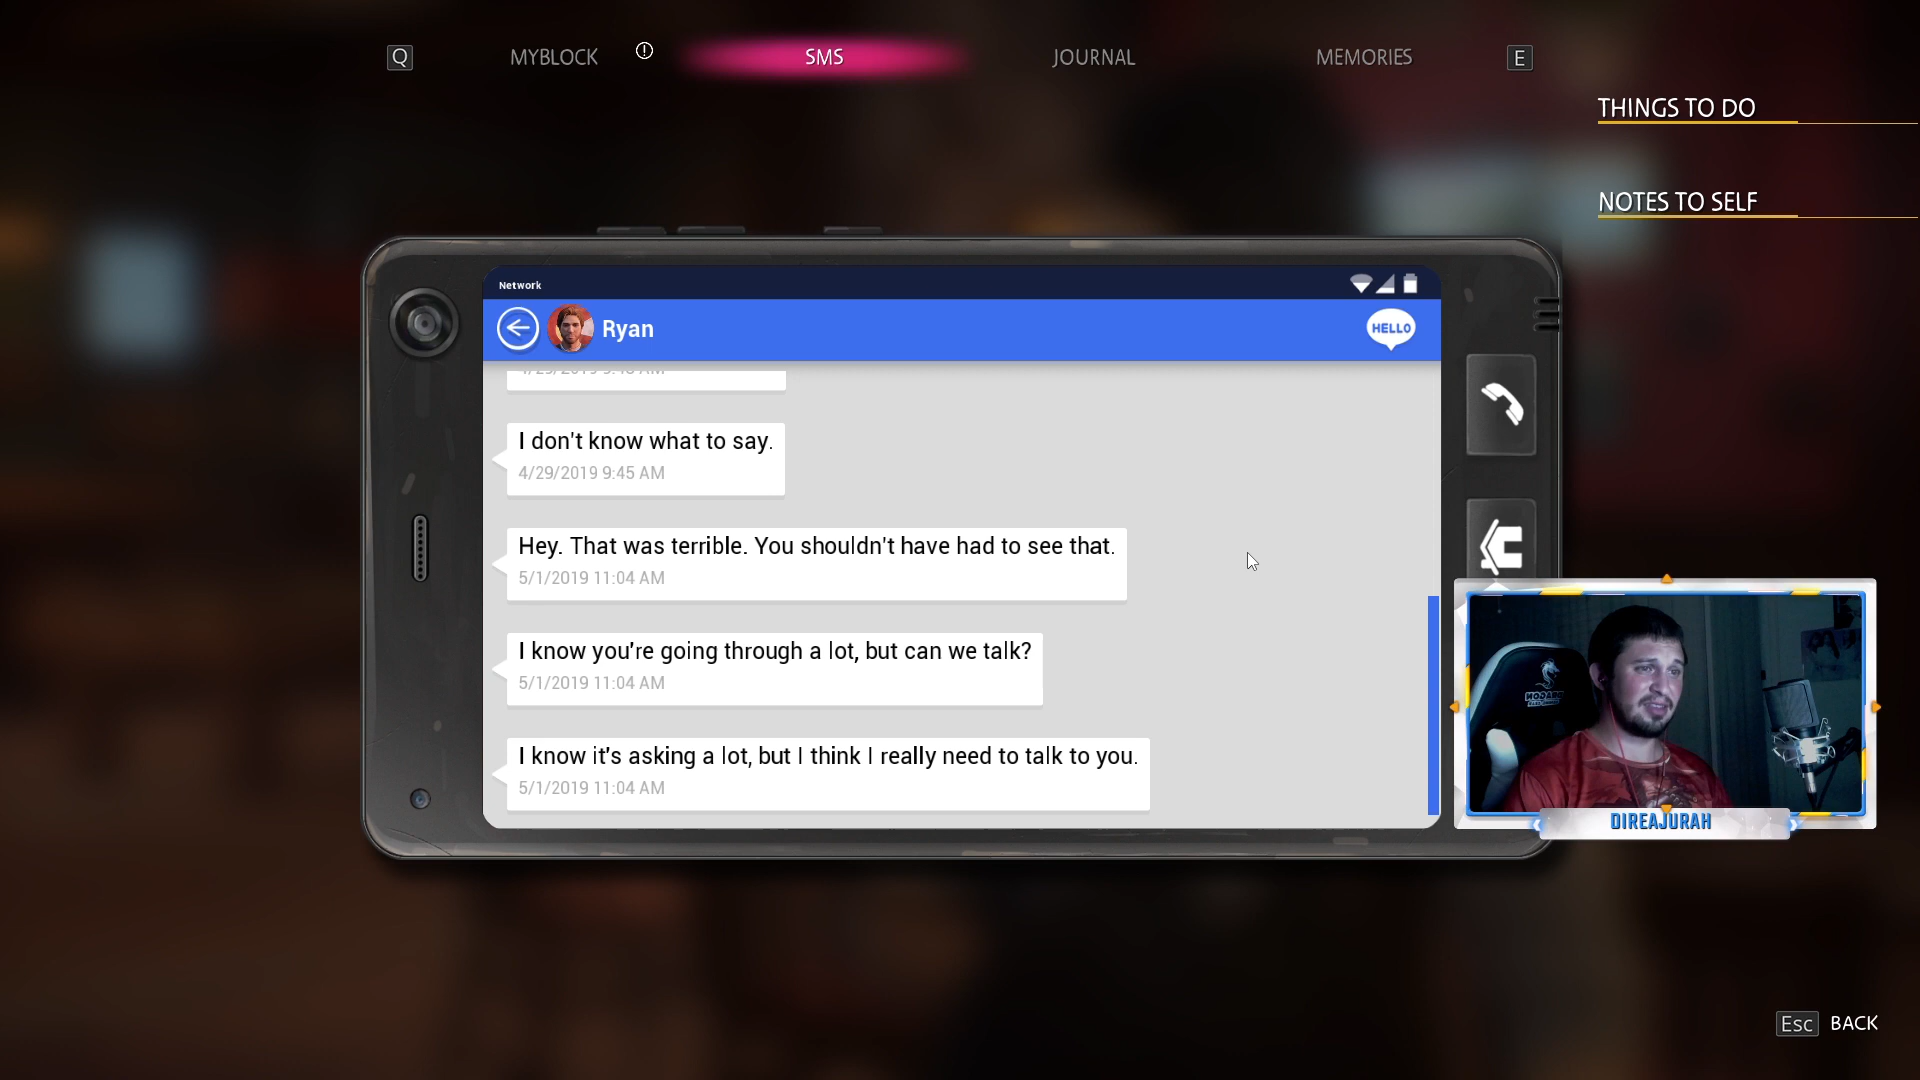 Q
MYBLOCK
SMS
JOURNAL
MEMORIES
E
THINGS TO DO
NOTES TO SELF
Network
Ryan
HELLO
I don't know what to say.
4/29/2019 9:45 AM
Hey. That was terrible. You shouldn't have had to see that.
5/1/2019 11:04 AM
I know you're going through a lot, but can we talk?
5/1/2019 11:04 AM
I know it's asking a lot, but I think I really need to talk to you.
5/1/2019 11:04 AM
DIREAJURAH
Esc BACK